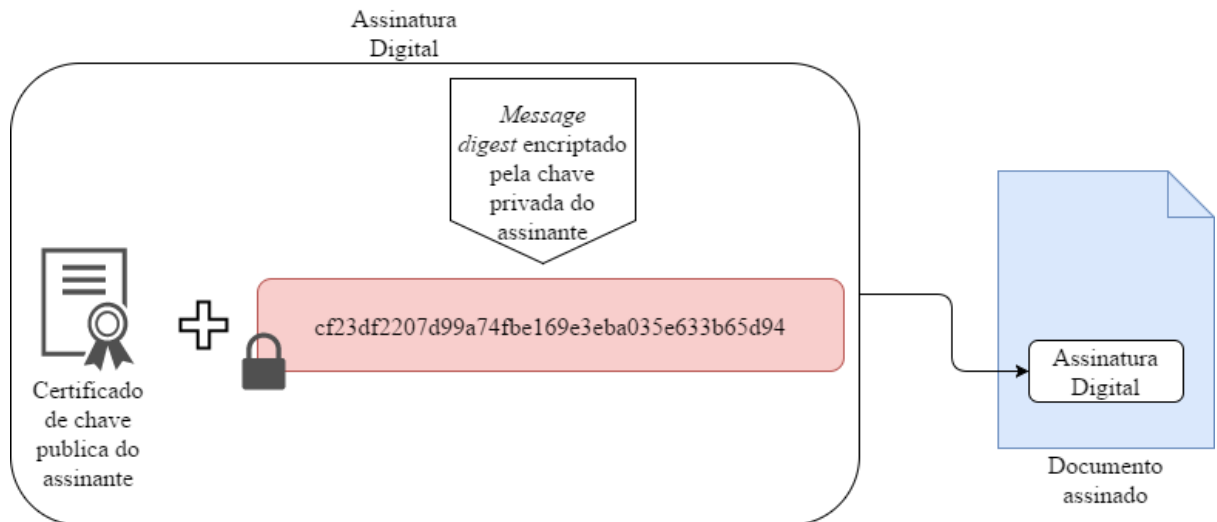 Assinatura
Digital
Message
digest encriptado
pela chave
privada do
assinante
cf23df2207d99a74fbe169e3eba035e633b65d94
Certificado
de chave
publica do
assinante
Assinatura
Digital
Documento
assinado